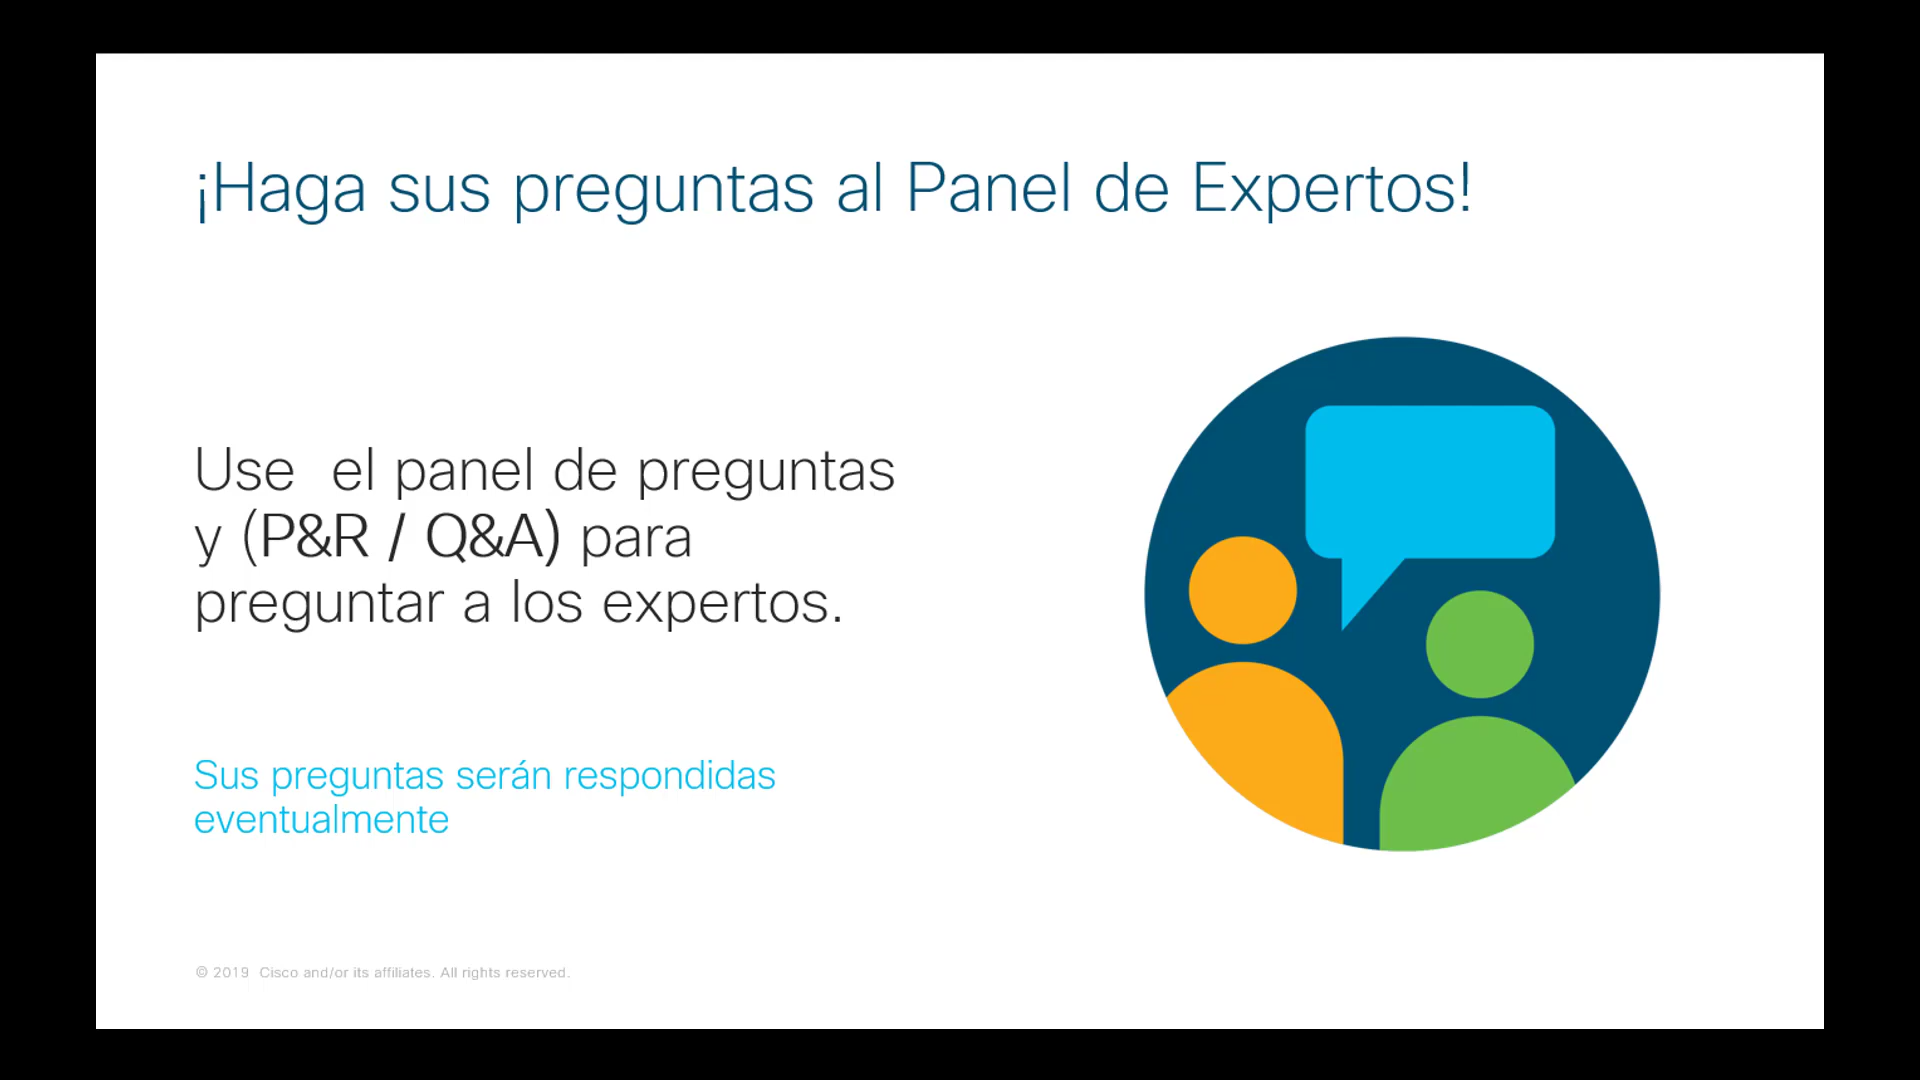 ¡Haga sus preguntas al Panel de Expertos!
Use  el panel de preguntas
y (P&R / Q&A) para
preguntar a los expertos.
Sus preguntas serán respondidas
eventualmente
© 2019  Cisco and/or its affiliates. All rights reserved.